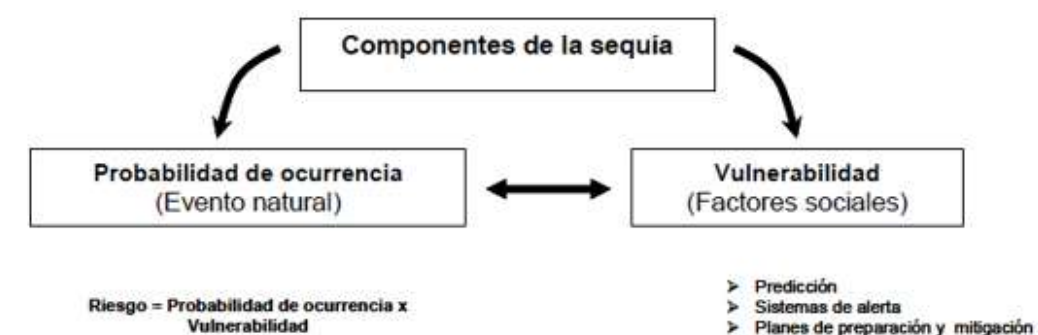 Componentes de la sequía
Probabilidad de ocurrencia
(Evento natural)
Vulnerabilidad
(Factores sociales)
Riesgo = Probabilidad de ocurrencia x
Vulnerabilidad
➢ Predicción
➢ Sistemas de alerta
➢ Planes de preparación y mitigación